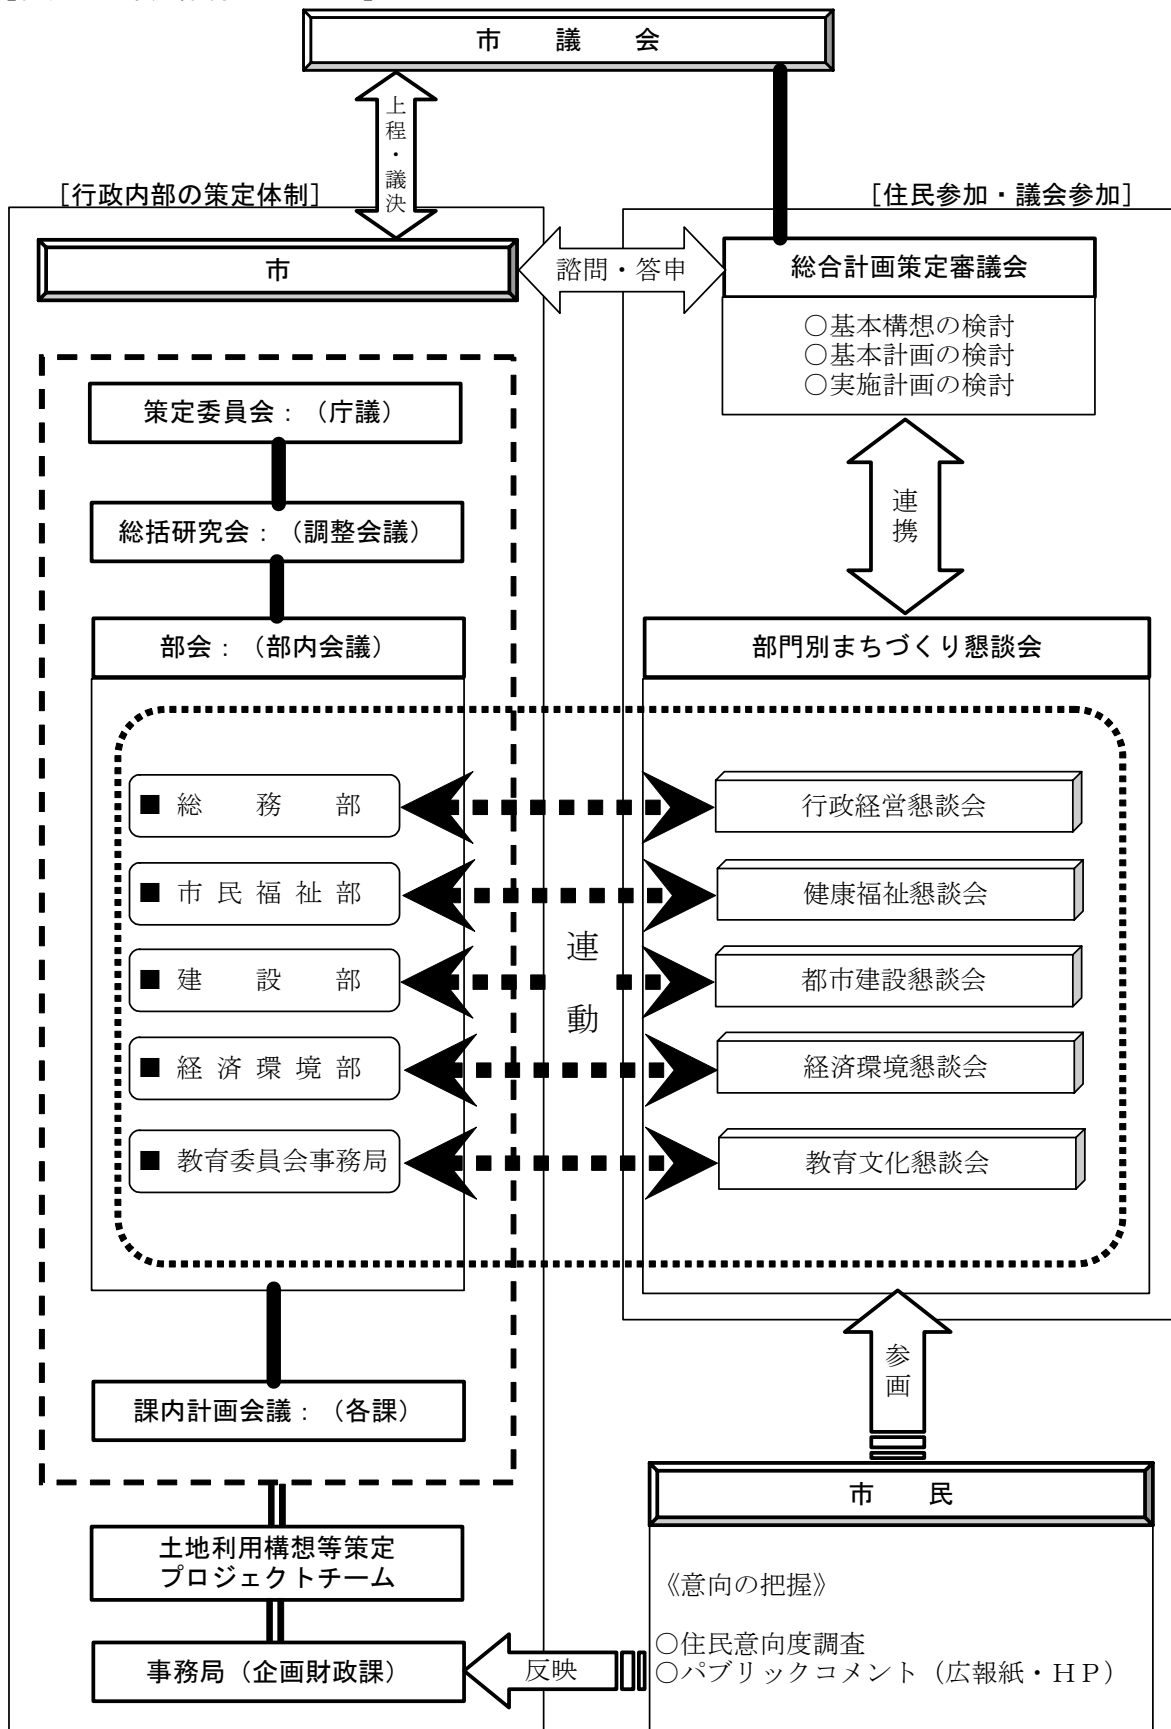 市　議　会
上程・議決
［行政内部の策定体制］
［住民参加・議会参加］
市
諮問・答申
総合計画策定審議会
○基本構想の検討
○基本計画の検討
○実施計画の検討
策定委員会：（庁議）
総括研究会：（調整会議）
連携
部会：（部内会議）
部門別まちづくり懇談会
■ 総　務　部
行政経営懇談会
■ 市民福祉部
健康福祉懇談会
連動
■ 建　設　部
都市建設懇談会
■ 経済環境部
経済環境懇談会
■ 教育委員会事務局
教育文化懇談会
参画
課内計画会議：（各課）
市　民
土地利用構想等策定
プロジェクトチーム
《意向の把握》
○住民意向度調査
○パブリックコメント（広報紙・ＨＰ）
事務局（企画財政課）
反映